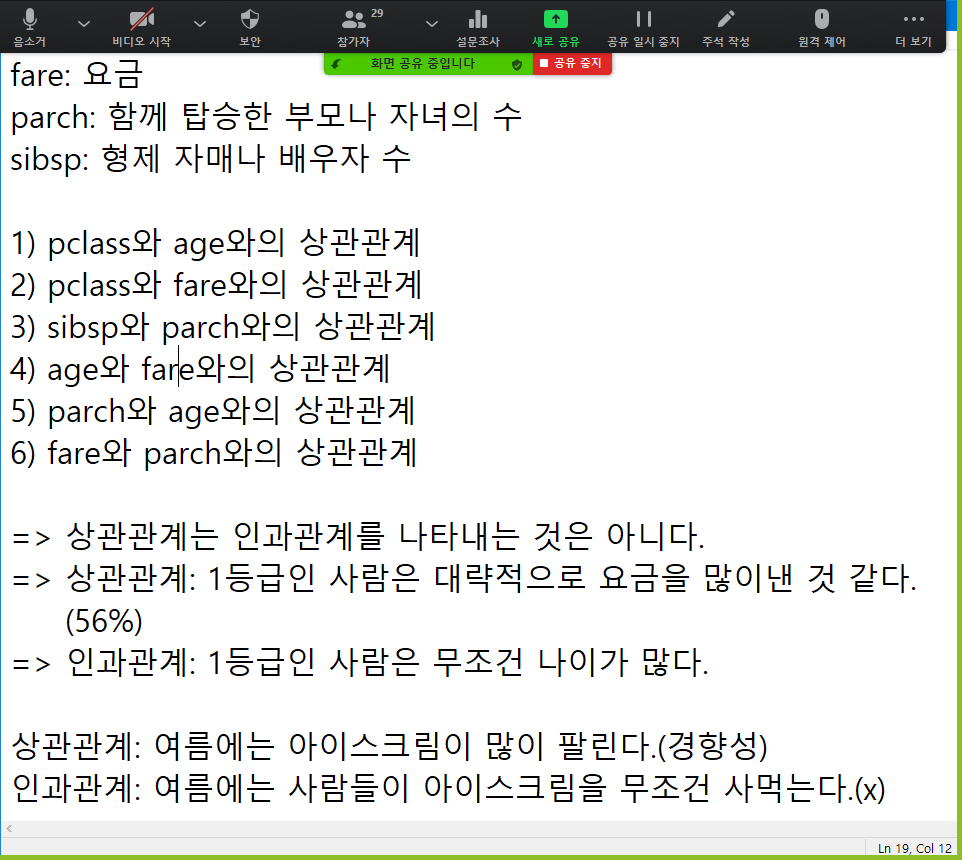 음소거
비디오 시작
보안
29
참가자
설문조사
새로 공유
공유 일시 중지
주석 작성
원격 제어
더 보기
화면 공유 중입니다
공유 중지
fare: 요금
parch: 함께 탑승한 부모나 자녀의 수
sibsp: 형제 자매나 배우자 수
1) pclass와 age와의 상관관계
2) pclass와 fare와의 상관관계
3) sibsp와 parch와의 상관관계
4) age와 fare와의 상관관계
5) parch와 age와의 상관관계
6) fare와 parch와의 상관관계
=> 상관관계는 인과관계를 나타내는 것은 아니다.
=> 상관관계: 1등급인 사람은 대략적으로 요금을 많이낸 것 같다.
(56%)
=> 인과관계: 1등급인 사람은 무조건 나이가 많다.
상관관계: 여름에는 아이스크림이 많이 팔린다.(경향성)
인과관계: 여름에는 사람들이 아이스크림을 무조건 사먹는다.(x)
Ln 19, Col 12